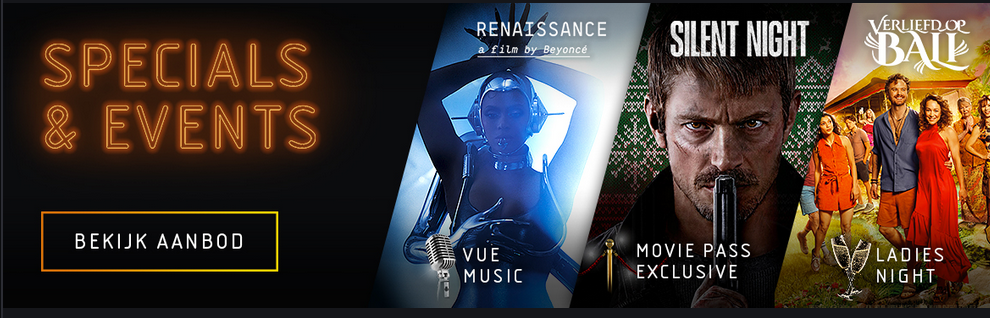 SPECIALS
& EVENTS
BEKIJK AANBOD
RENAISSANCE
a film by Beyoncé
VUE
MUSIC
SILENT NIGHT
MOVIE PASS
EXCLUSIVE
VERLIEFD OP
BALI
LADIES
NIGHT